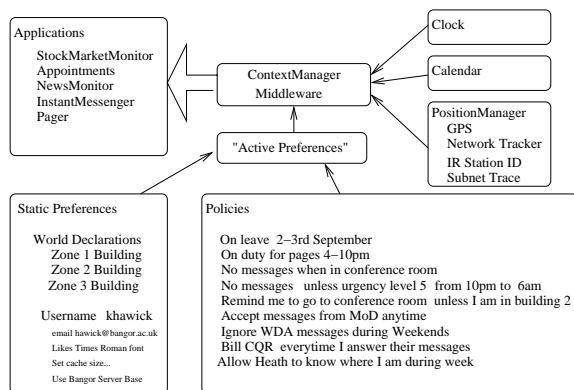 Applications
StockMarketMonitor
Appointments
NewsMonitor
InstantMessenger
Pager
ContextManager
Middleware
Clock
Calendar
PositionManager
GPS
Network Tracker
IR Station ID
Subnet Trace
"Active Preferences"
Static Preferences
World Declarations
Zone 1 Building
Zone 2 Building
Zone 3 Building
Username khawick
email hawick@bangor.ac.uk
Likes Times Roman font
Set cache size...
Use Bangor Server Base
Policies
On leave 2–3rd September
On duty for pages 4–10pm
No messages when in conference room
No messages unless urgency level 5 from 10pm to 6am
Remind me to go to conference room unless I am in building 2
Accept messages from MoD anytime
Ignore WDA messages during Weekends
Bill CQR everytime I answer their messages
Allow Heath to know where I am during week